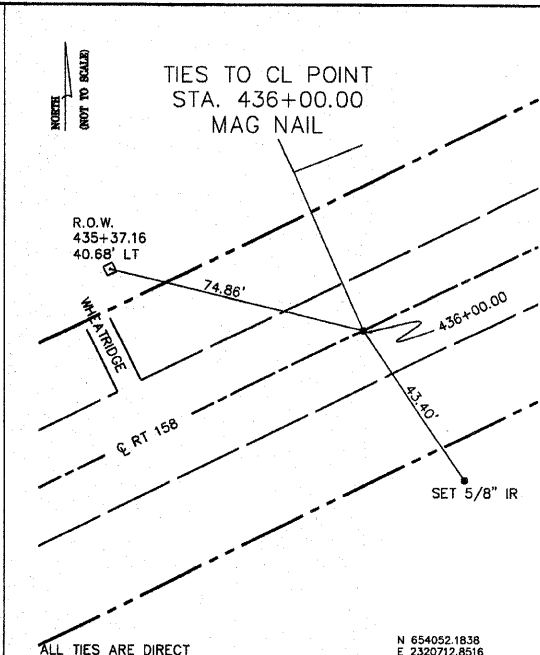 NORTH
(NOT TO SCALE)
TIES TO CL POINT
STA. 436+00.00
MAG NAIL
R.O.W.
435+37.16
40.68' LT
74.86'
WHEATRIDGE
436+00.00
℄ RT 158
43.40'
SET 5/8" IR
ALL TIES ARE DIRECT
N 654052.1838
E 2320712.8516